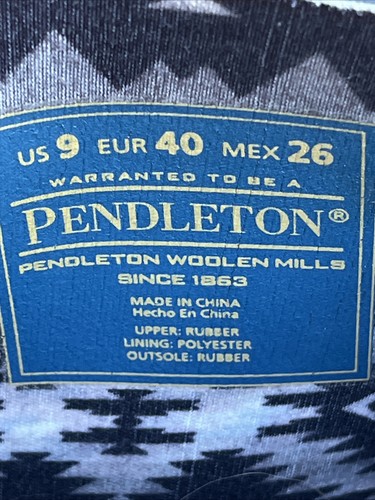 US 9 EUR 40 MEX 26
WARRANTED TO BE A
PENDLETON®
PENDLETON WOOLEN MILLS
SINCE 1863
MADE IN CHINA
Hecho En China
UPPER: RUBBER
LINING: POLYESTER
OUTSOLE: RUBBER